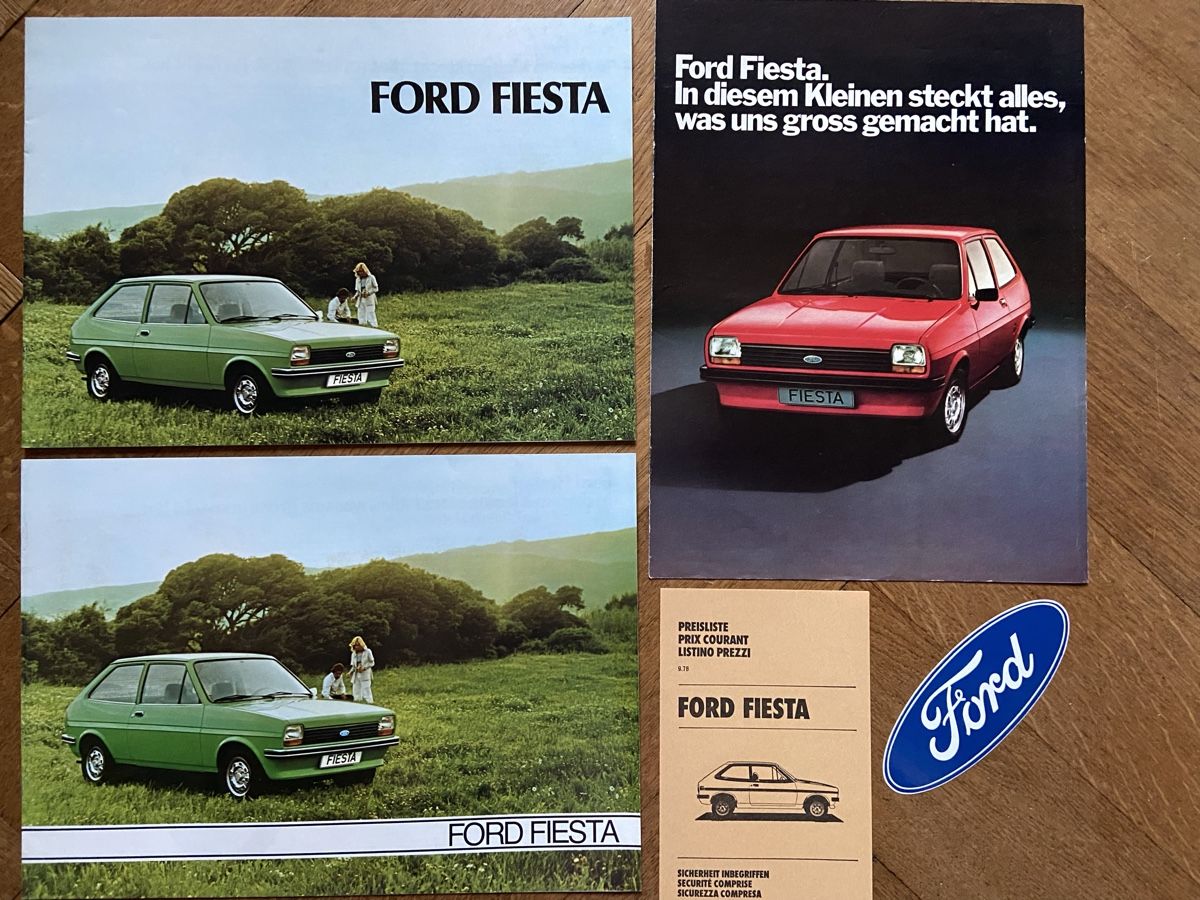 FORD FIESTA
FIESTA
Ford Fiesta.
In diesem Kleinen steckt alles,
was uns gross gemacht hat.
FIESTA
FIESTA
FORD FIESTA
PREISLISTE
PRIX COURANT
LISTINO PREZZI
9.78
FORD FIESTA
SICHERHEIT INBEGRIFFEN
SECURITÉ COMPRISE
SICUREZZA COMPRESA
Ford